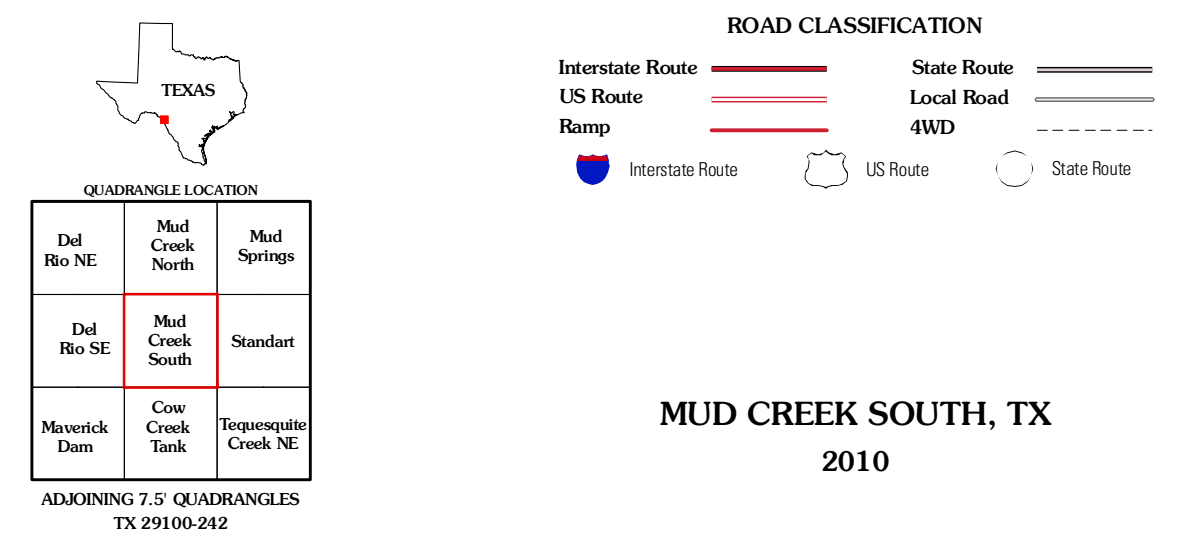 TEXAS
QUADRANGLE LOCATION
Del
Rio NE
Mud
Creek
North
Mud
Springs
Del
Rio SE
Mud
Creek
South
Standart
Maverick
Dam
Cow
Creek
Tank
Tequesquite
Creek NE
ADJOINING 7.5' QUADRANGLES
TX 29100-242
ROAD CLASSIFICATION
Interstate Route
State Route
US Route
Local Road
Ramp
4WD
Interstate Route
US Route
State Route
MUD CREEK SOUTH, TX
2010